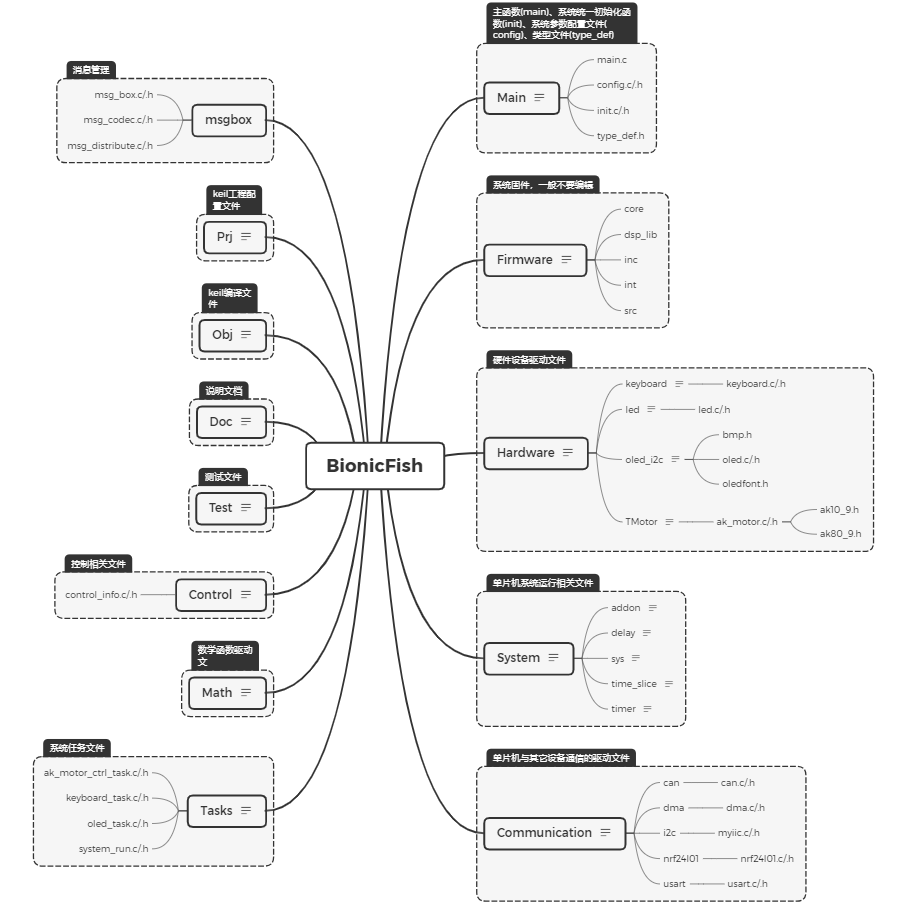 BionicFish
消息管理
msgbox
msg_box.c/.h
msg_codec.c/.h
msg_distribute.c/.h
keil工程配
置文件
Prj
keil编译文
件
Obj
说明文档
Doc
测试文件
Test
控制相关文件
Control
control_info.c/.h
数学函数驱动
文
Math
系统任务文件
Tasks
ak_motor_ctrl_task.c/.h
keyboard_task.c/.h
oled_task.c/.h
system_run.c/.h
主函数(main)、系统统一初始化函
数(init)、系统参数配置文件(
config)、类型文件(type_def)
Main
main.c
config.c/.h
init.c/.h
type_def.h
系统固件，一般不要编辑
Firmware
core
dsp_lib
inc
int
src
硬件设备驱动文件
Hardware
keyboard
keyboard.c/.h
led
led.c/.h
oled_i2c
bmp.h
oled.c/.h
oledfont.h
TMotor
ak_motor.c/.h
ak10_9.h
ak80_9.h
单片机系统运行相关文件
System
addon
delay
sys
time_slice
timer
单片机与其它设备通信的驱动文件
Communication
can
can.c/.h
dma
dma.c/.h
i2c
myiic.c/.h
nrf24l01
nrf24l01.c/.h
usart
usart.c/.h